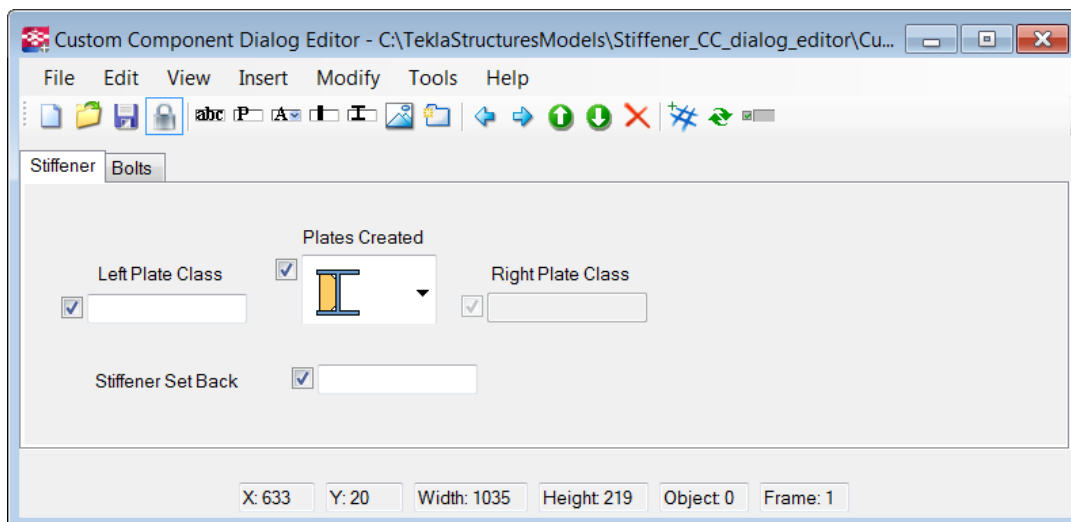 Custom Component Dialog Editor - C:\TeklaStructuresModels\Stiffener_CC_dialog_editor\Cu...
File Edit View Insert Modify Tools Help
abc P A I
Stiffener Bolts
Plates Created
Left Plate Class Right Plate Class
Stiffener Set Back
X: 633 Y: 20 Width: 1035 Height: 219 Object: 0 Frame: 1